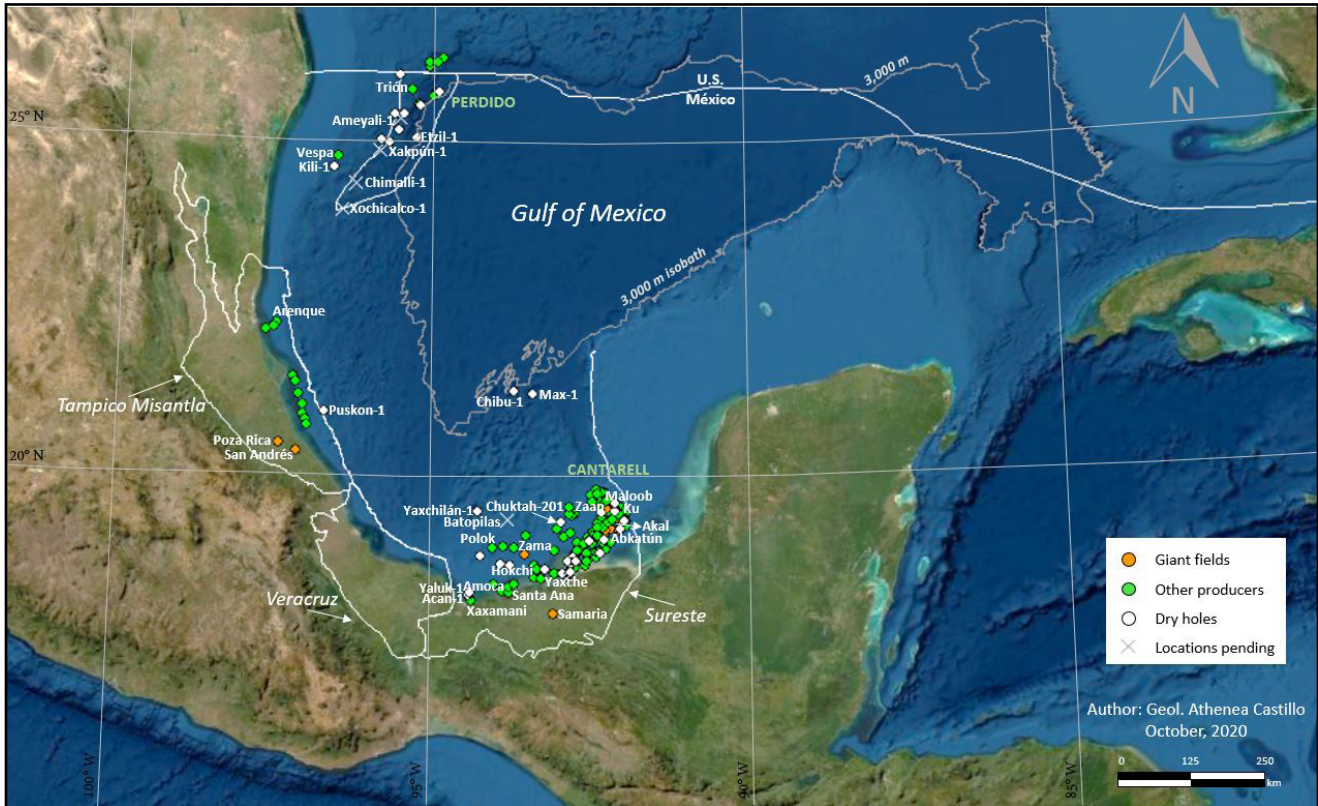 N
U.S.
México
3,000 m
Trión
PERDIDO
25° N
Ameyali-1
Etzil-1
Vespa
Xakpún-1
Kili-1
Chimalli-1
Xochicalco-1
Gulf of Mexico
3,000 m isobath
Arenque
Tampico Misantla
Chibu-1
Max-1
Puskon-1
Poza Rica
San Andrés
20° N
CANTARELL
Maloob
Chuktah-201
Zaap
Ku
Yaxchilán-1
Batopilas
Akal
Polok
Zama
Abkatún
Hokchi
Yaluk-1
Amoca
Yaxche
Acan-1
Santa Ana
Xaxamani
Samaria
Veracruz
Sureste
Giant fields
Other producers
Dry holes
Locations pending
Author: Geol. Athenea Castillo
October, 2020
0 125 250
km
100° W
95° W
90° W
85° W